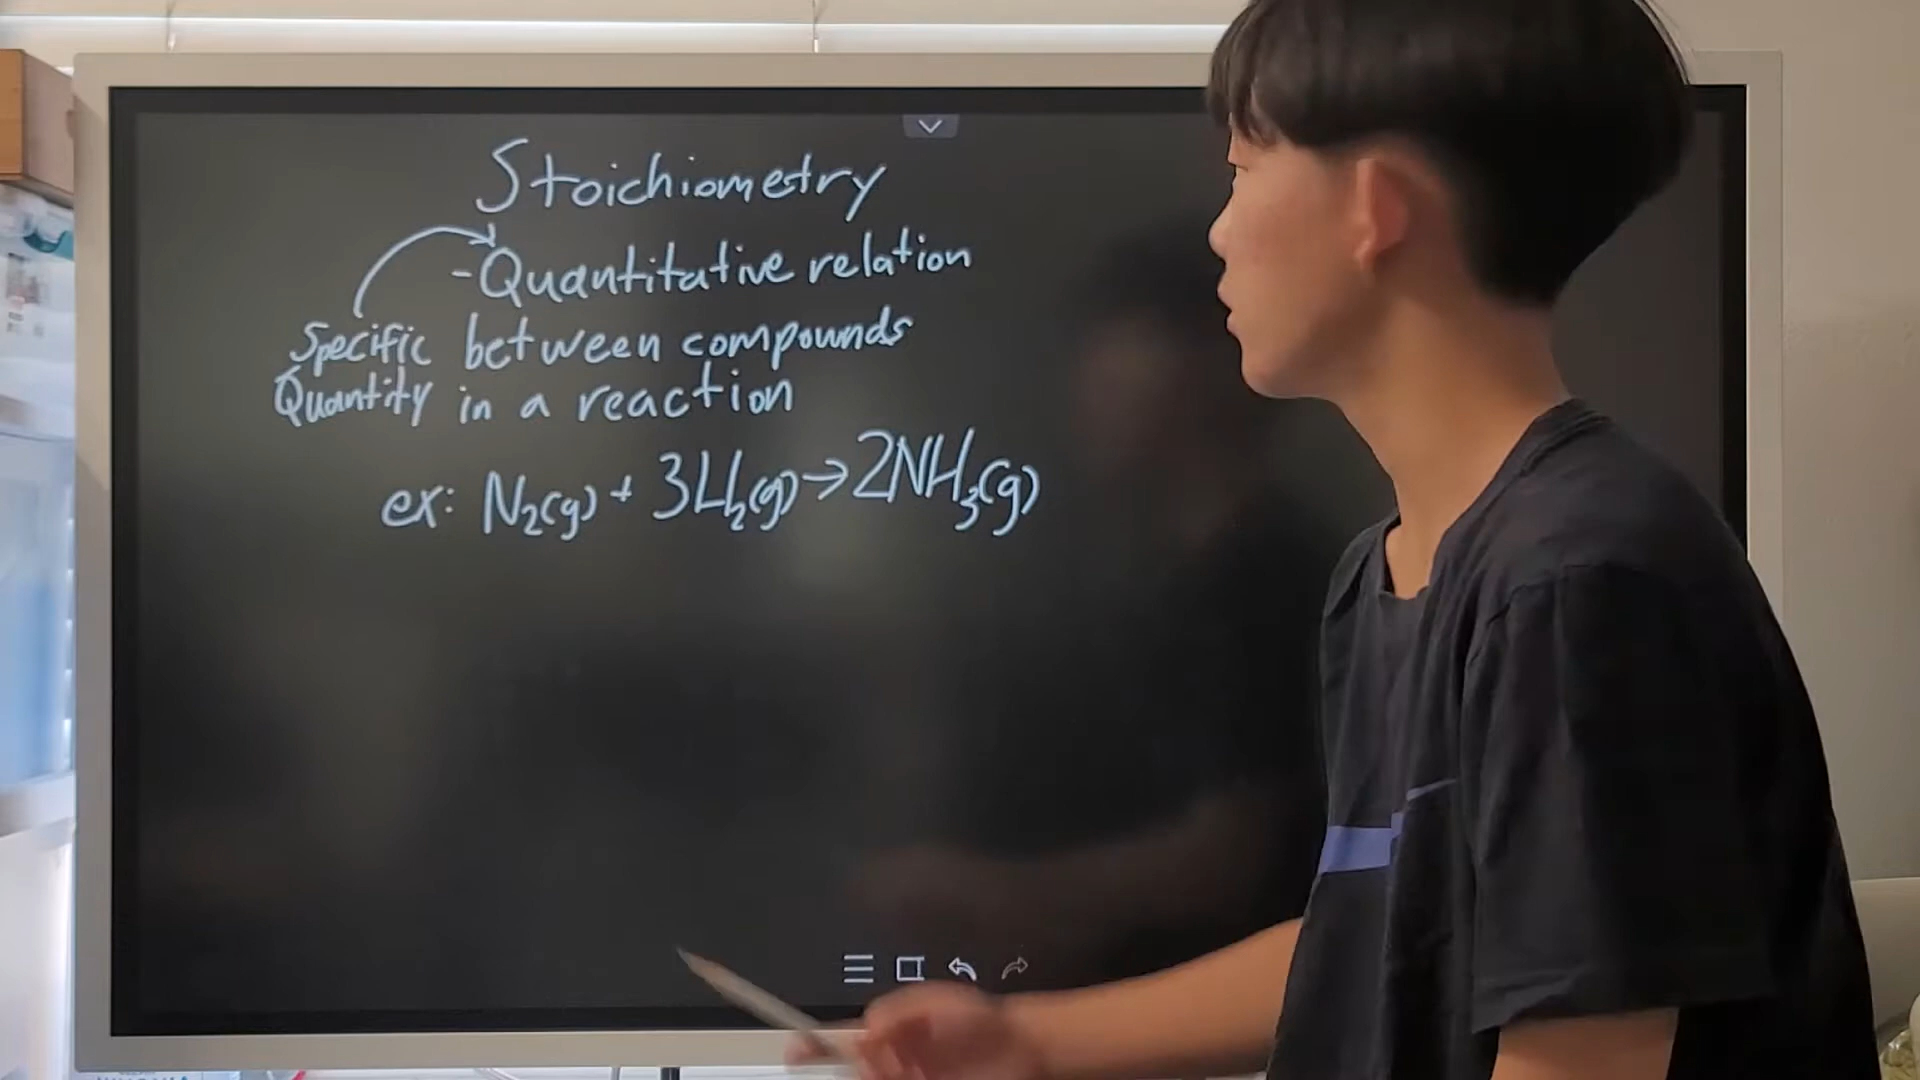 Stoichiometry
-Quantitative relation
Specific between compounds
Quantity in a reaction
ex: N₂(g) + 3H₂(g) → 2NH₃(g)